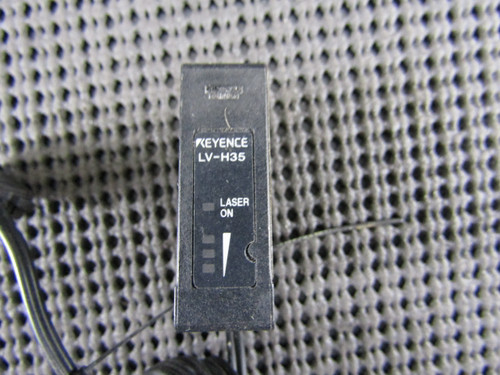 KEYENCE
LV-H35
LASER
ON